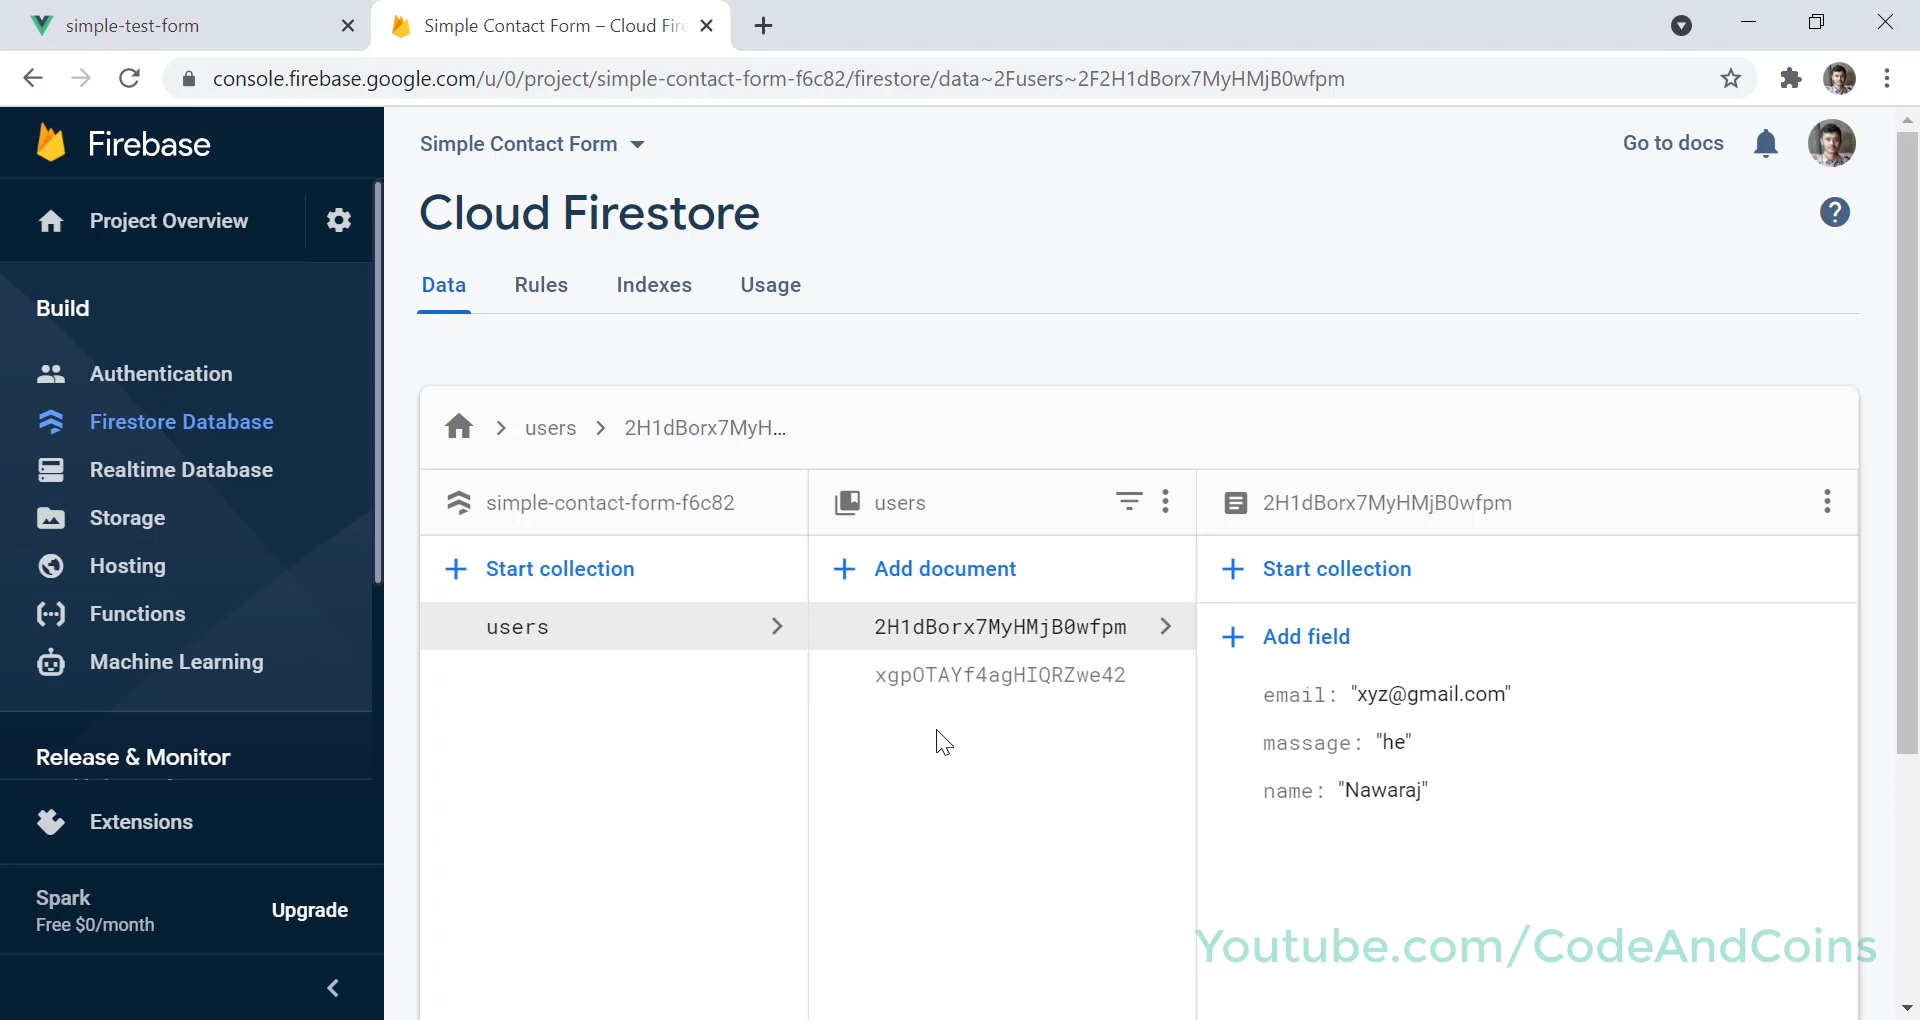 simple-test-form
Simple Contact Form – Cloud Fire
console.firebase.google.com/u/0/project/simple-contact-form-f6c82/firestore/data~2Fusers~2F2H1dBorx7MyHMjB0wfpm
Firebase
Simple Contact Form
Go to docs
Project Overview
Cloud Firestore
Data Rules Indexes Usage
Build
Authentication
Firestore Database
Realtime Database
Storage
Hosting
Functions
Machine Learning
Release & Monitor
Extensions
Spark
Free $0/month
Upgrade
users
2H1dBorx7MyH...
simple-contact-form-f6c82
Start collection
users
users
Add document
2H1dBorx7MyHMjB0wfpm
xgpOTAYf4agHIQRZwe42
2H1dBorx7MyHMjB0wfpm
Start collection
Add field
email: "xyz@gmail.com"
massage: "he"
name: "Nawaraj"
Youtube.com/CodeAndCoins